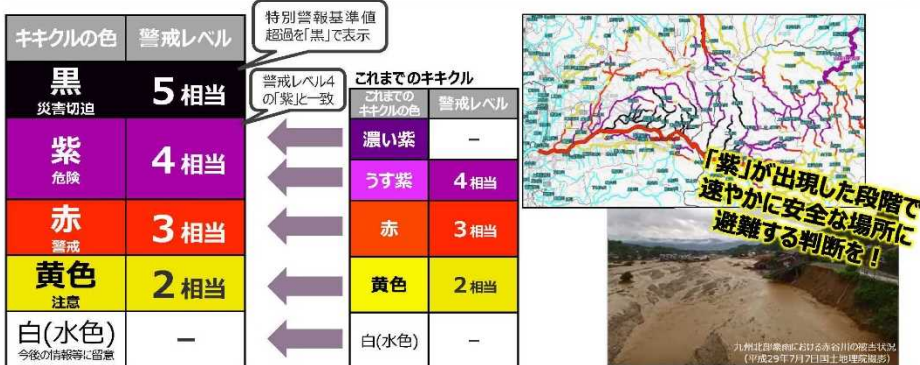 特別警報基準値
超過を「黒」で表示
キキクルの色 警戒レベル
黒 5相当
災害切迫
警戒レベル4
の「紫」と一致
紫 4相当
危険
赤 3相当
警戒
黄色 2相当
注意
白(水色) －
今後の情報等に留意
これまでのキキクル
これまでの
キキクルの色 警戒レベル
濃い紫 －
うす紫 4相当
赤 3相当
黄色 2相当
白(水色) －
「紫」が出現した段階で
速やかに安全な場所に
避難する判断を！
九州北部豪雨における赤谷川の被害状況
(平成29年7月7日国土地理院撮影)